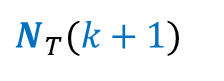 N_T(k + 1)